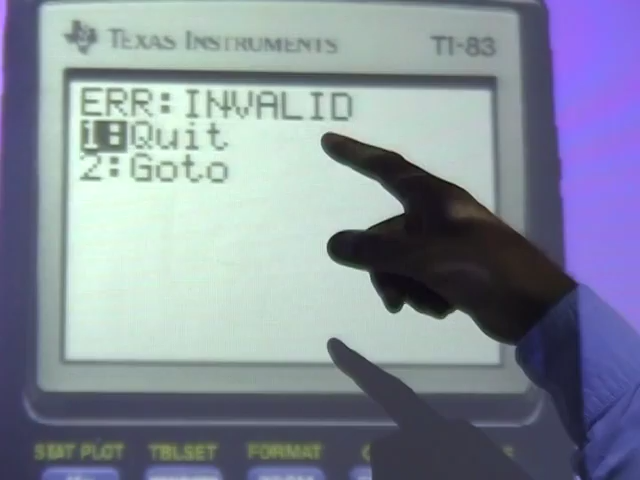 TEXAS INSTRUMENTS TI-83
ERR:INVALID
1:Quit
2:Goto
STAT PLOT TBLSET FORMAT